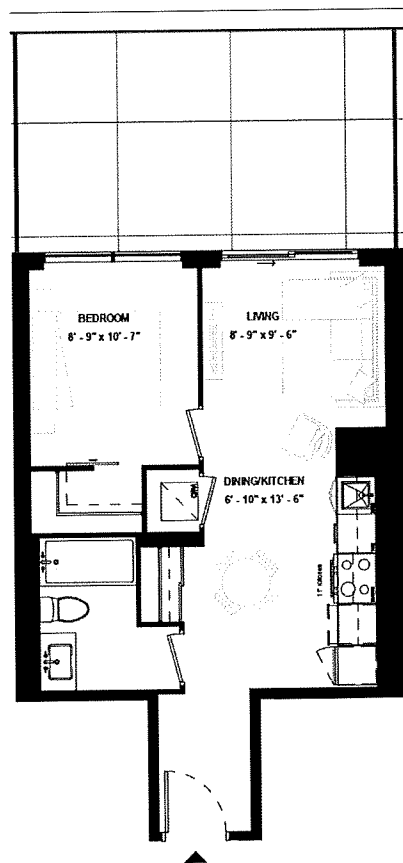 BEDROOM
8' - 9" x 10' - 7"
LIVING
8' - 9" x 9' - 6"
DINING/KITCHEN
6' - 10" x 13' - 6"
W/D